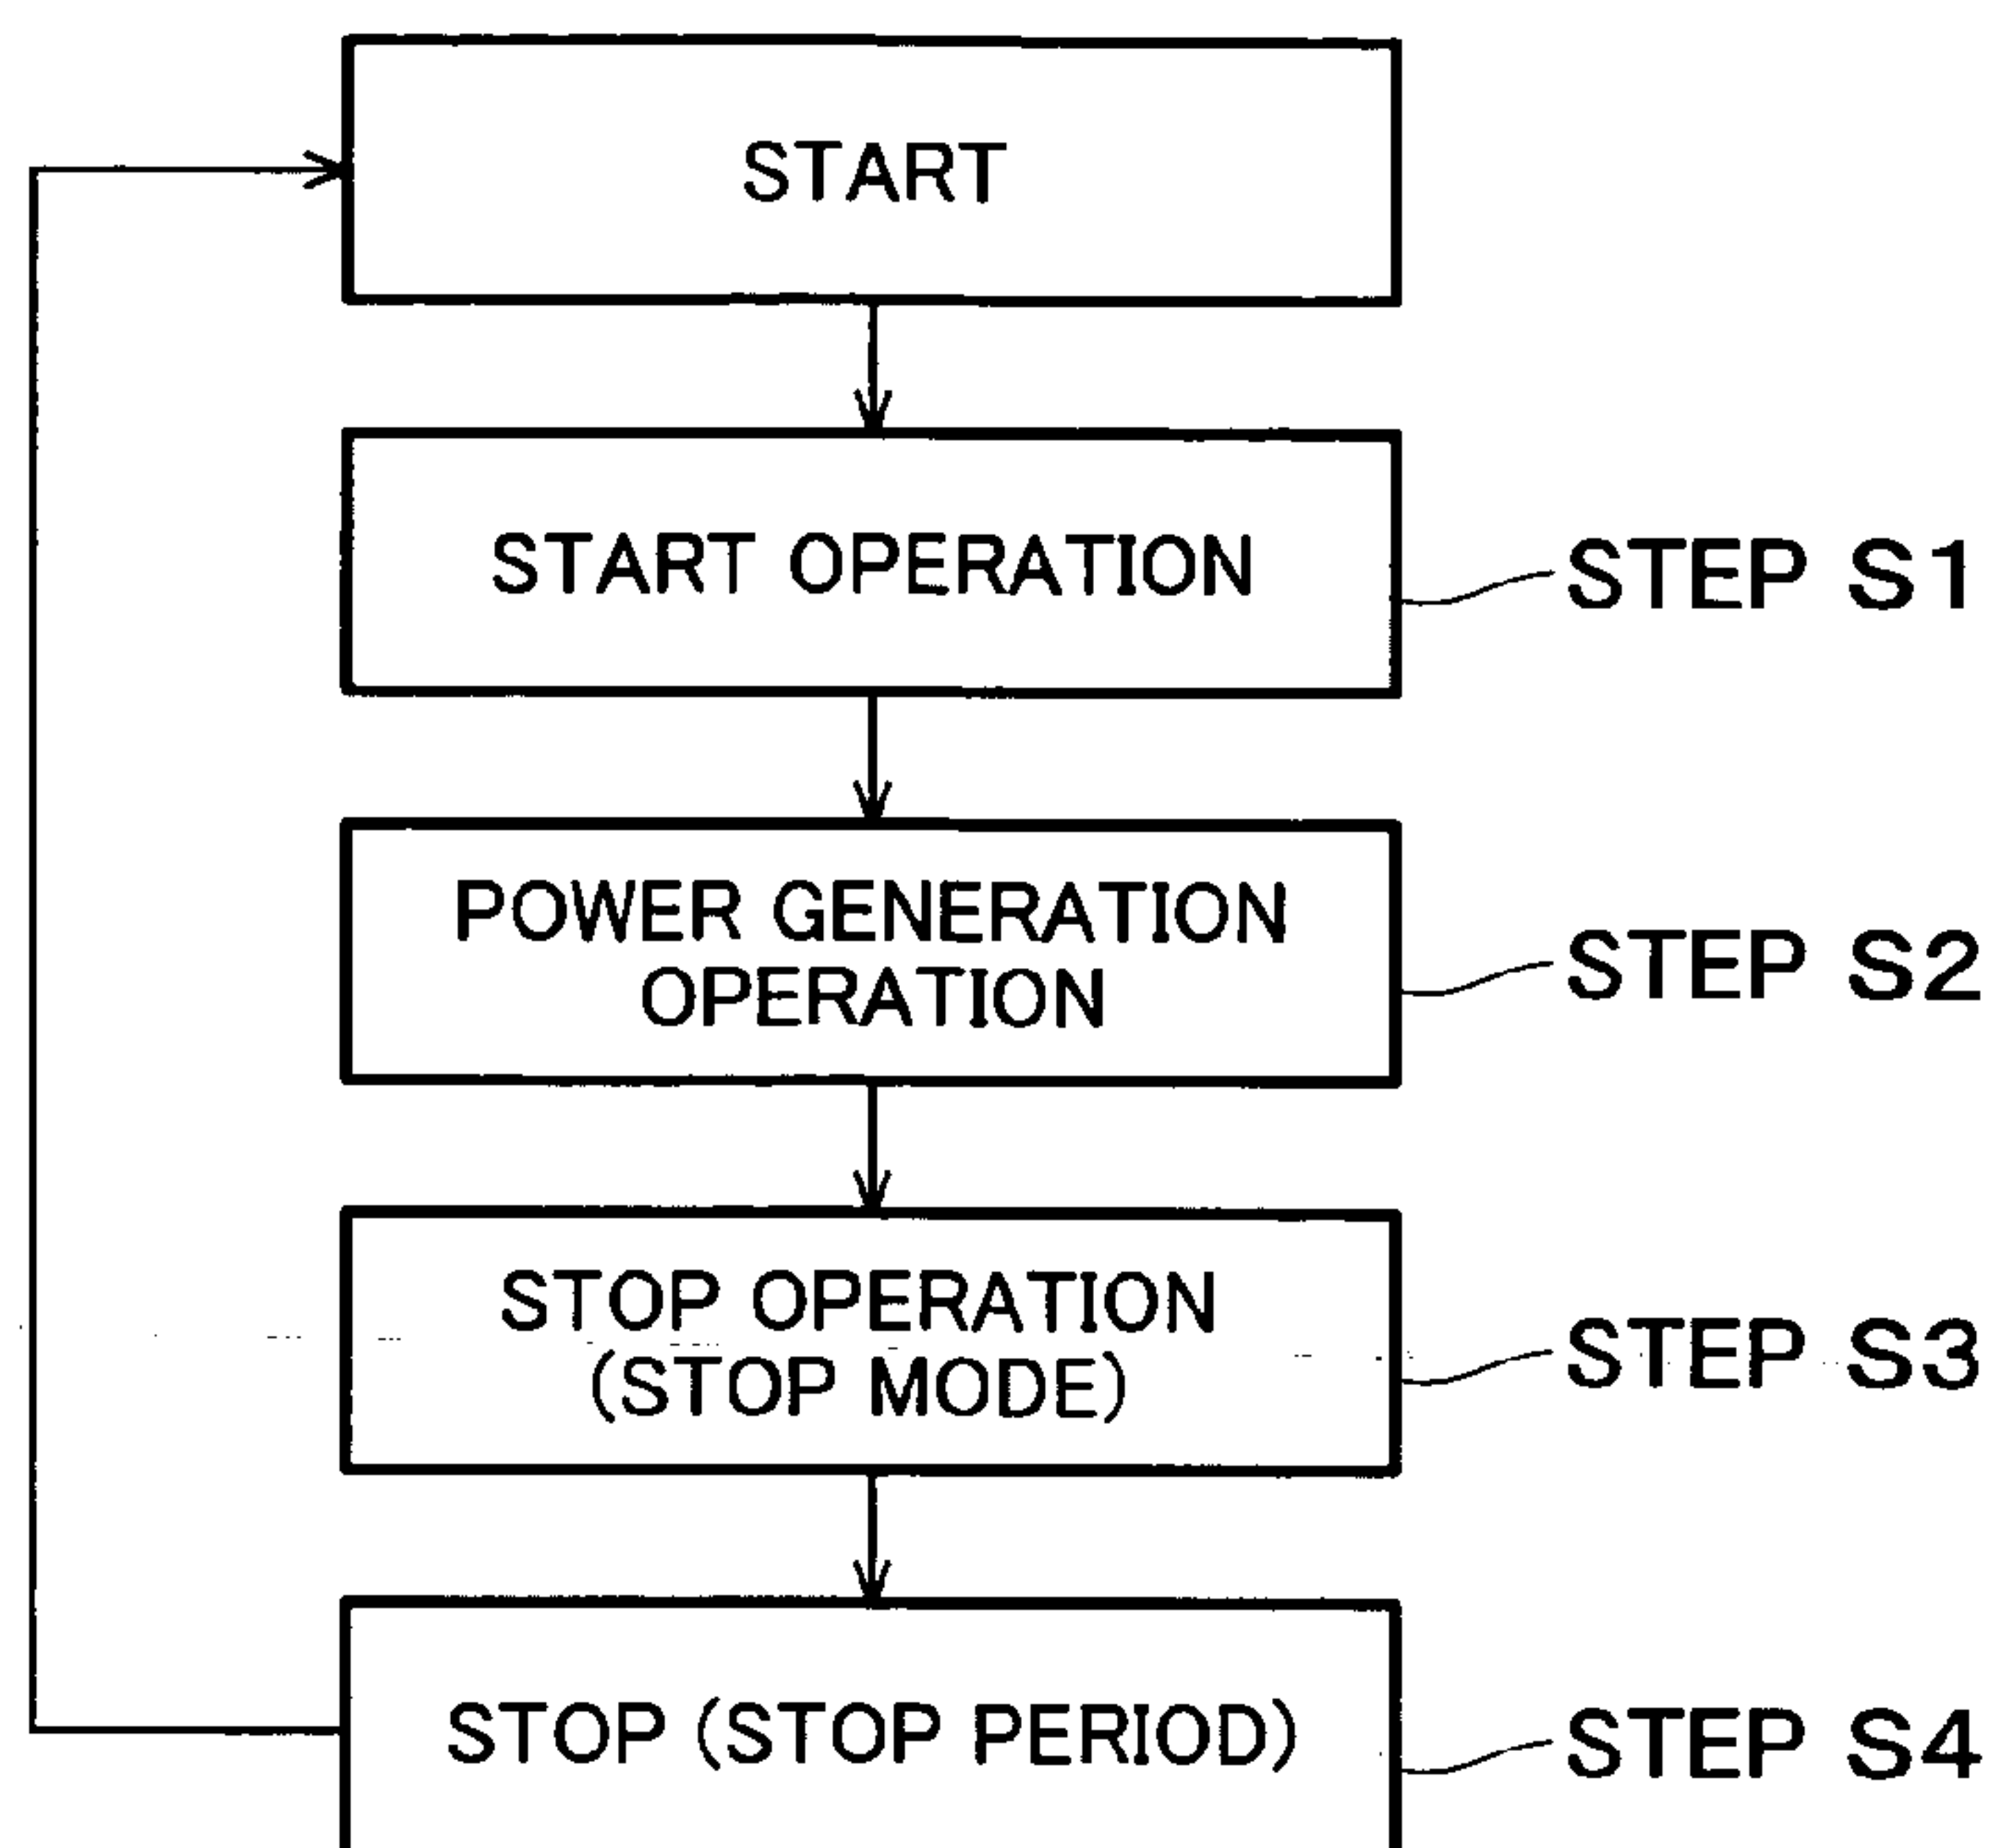 START
START OPERATION
STEP S1
POWER GENERATION
OPERATION
STEP S2
STOP OPERATION
(STOP MODE)
STEP S3
STOP (STOP PERIOD)
STEP S4